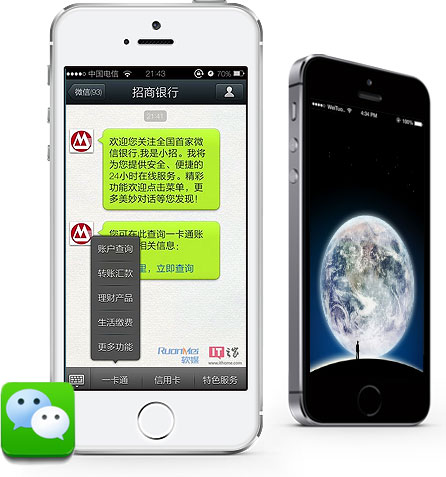 中国电信
21:43
70%
微信(93)
招商银行
21:41
欢迎您关注全国首家微
信银行,我是小招。我将
为您提供安全、便捷的
24小时在线服务。精彩
功能欢迎点击菜单，更
多美妙对话等您发现！
您可在此查询一卡通账
相关信息：
里，立即查询
账户查询
转账汇款
理财产品
生活缴费
更多功能
RuanMei
软媒
IT之家
www.ithome.com
一卡通
信用卡
特色服务
WeiTuo..
4:34 PM
100%